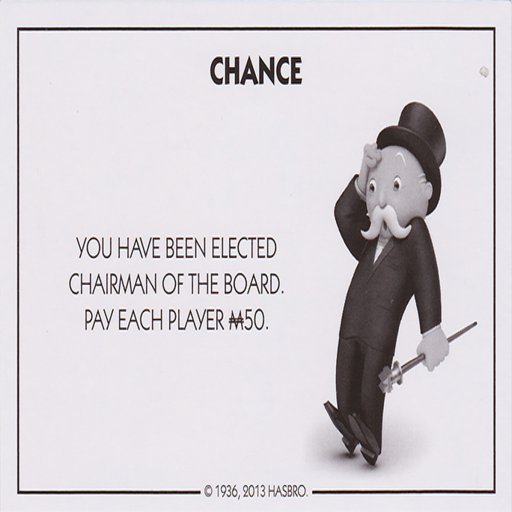 CHANCE
YOU HAVE BEEN ELECTED
CHAIRMAN OF THE BOARD.
PAY EACH PLAYER ₩50.
© 1936, 2013 HASBRO.